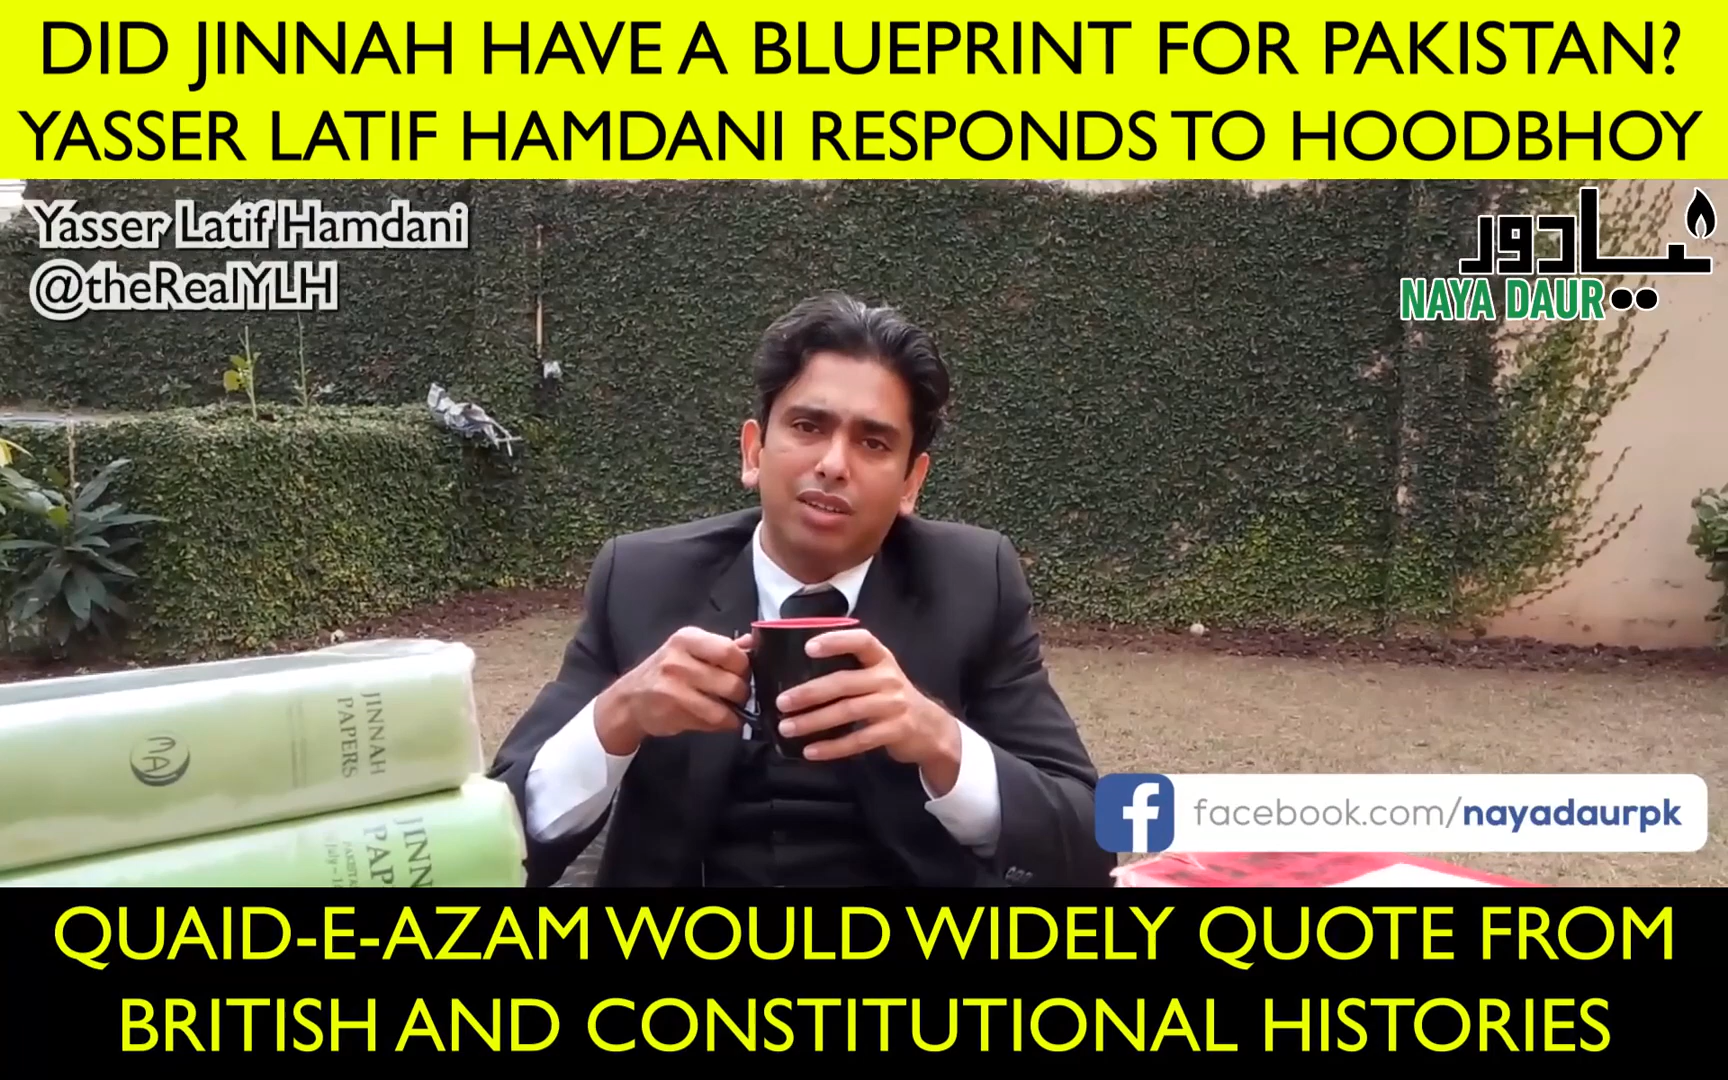 DID JINNAH HAVE A BLUEPRINT FOR PAKISTAN?
YASSER LATIF HAMDANI RESPONDS TO HOODBHOY
Yasser Latif Hamdani
@theRealYLH
نیا دور
NAYA DAUR
JINNAH
PAPERS
facebook.com/nayadaurpk
QUAID-E-AZAM WOULD WIDELY QUOTE FROM
BRITISH AND CONSTITUTIONAL HISTORIES